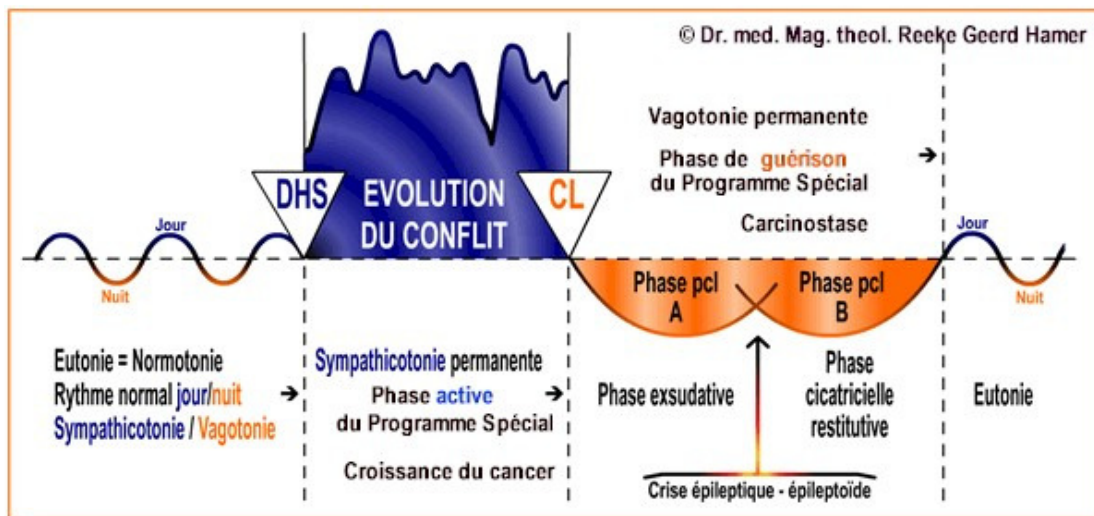 © Dr. med. Mag. theol. Reeke Geerd Hamer
Vagotonie permanente
Phase de guérison
du Programme Spécial
Carcinostase
DHS
EVOLUTION
DU CONFLIT
CL
Jour
Nuit
Jour
Nuit
Phase pcl
A
Phase pcl
B
Eutonie = Normotonie
Rythme normal jour/nuit
Sympathicotonie / Vagotonie
Sympathicotonie permanente
Phase active
du Programme Spécial
Croissance du cancer
Phase exsudative
Phase
cicatricielle
restitutive
Eutonie
Crise épileptique - épileptoïde